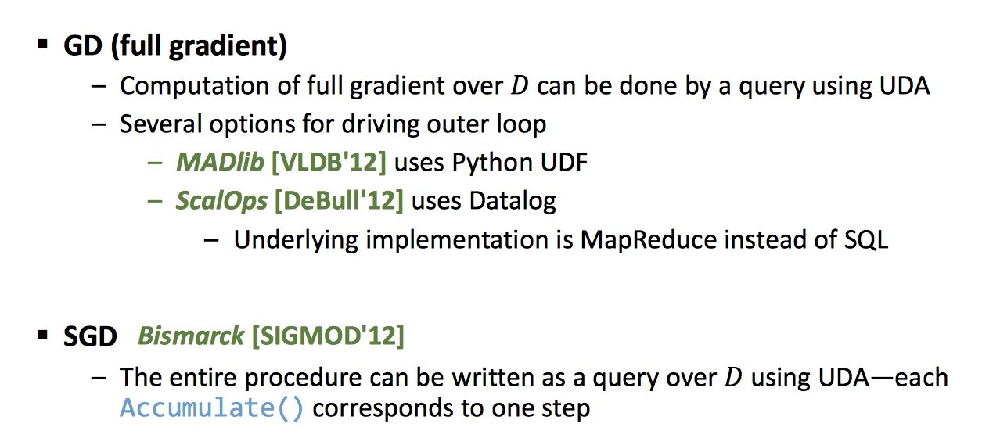 ▪ GD (full gradient)
– Computation of full gradient over D can be done by a query using UDA
– Several options for driving outer loop
– MADlib [VLDB'12] uses Python UDF
– ScalOps [DeBull'12] uses Datalog
– Underlying implementation is MapReduce instead of SQL
▪ SGD Bismarck [SIGMOD'12]
– The entire procedure can be written as a query over D using UDA—each
Accumulate() corresponds to one step